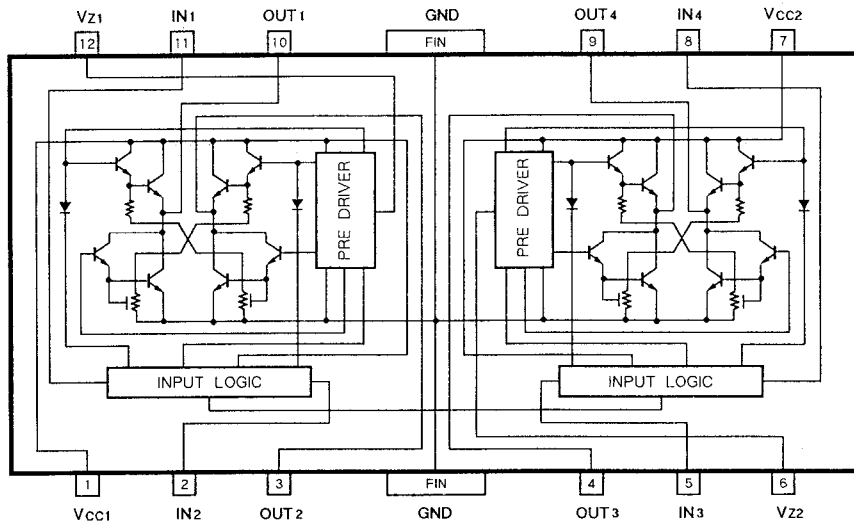 VZ1 IN1 OUT1 GND OUT4 IN4 VCC2
12 11 10 FIN 9 8 7
PRE DRIVER
PRE DRIVER
INPUT LOGIC
INPUT LOGIC
1 2 3 FIN 4 5 6
VCC1 IN2 OUT2 GND OUT3 IN3 VZ2